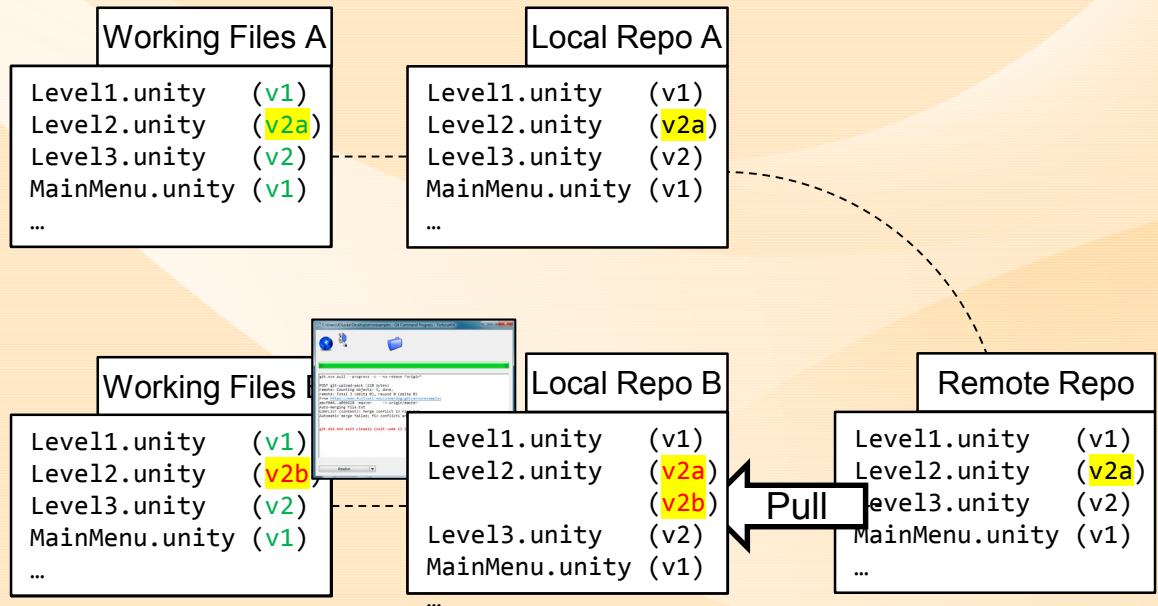 Working Files A
Level1.unity (v1)
Level2.unity (v2a)
Level3.unity (v2)
MainMenu.unity (v1)
…
Local Repo A
Level1.unity (v1)
Level2.unity (v2a)
Level3.unity (v2)
MainMenu.unity (v1)
…
Working Files
Level1.unity (v1)
Level2.unity (v2b)
Level3.unity (v2)
MainMenu.unity (v1)
…
Local Repo B
Level1.unity (v1)
Level2.unity (v2a)
(v2b)
Level3.unity (v2)
MainMenu.unity (v1)
…
Pull
Remote Repo
Level1.unity (v1)
Level2.unity (v2a)
Level3.unity (v2)
MainMenu.unity (v1)
…